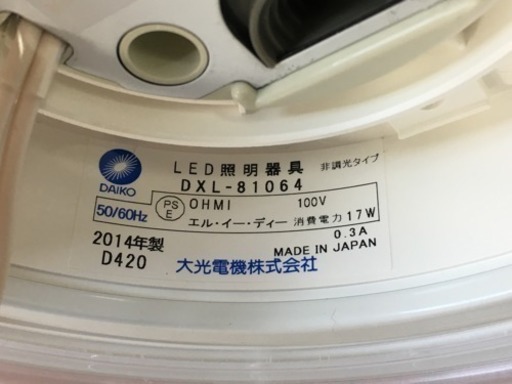 LED照明器具 非調光タイプ
DAIKO
DXL-81064
50/60Hz
PS
E
OHMI 100V
エル・イー・ディー 消費電力17W
0.3A
2014年製
MADE IN JAPAN
D420
大光電機株式会社